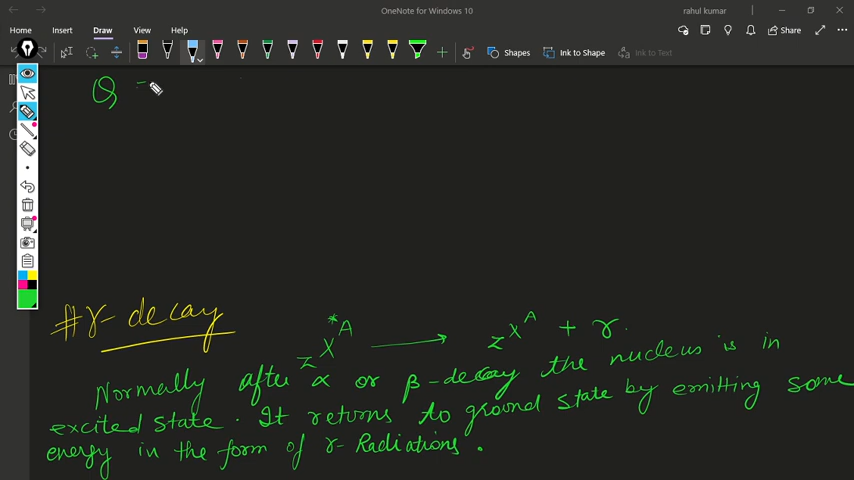 OneNote for Windows 10
rahul kumar
Home Insert Draw View Help
Share
Shapes Ink to Shape Ink to Text
Q =
#γ-decay
zX*A → zXA + γ.
Normally after α or β-decay the nucleus is in
excited state. It returns to ground state by emitting some
energy in the form of γ-Radiations.